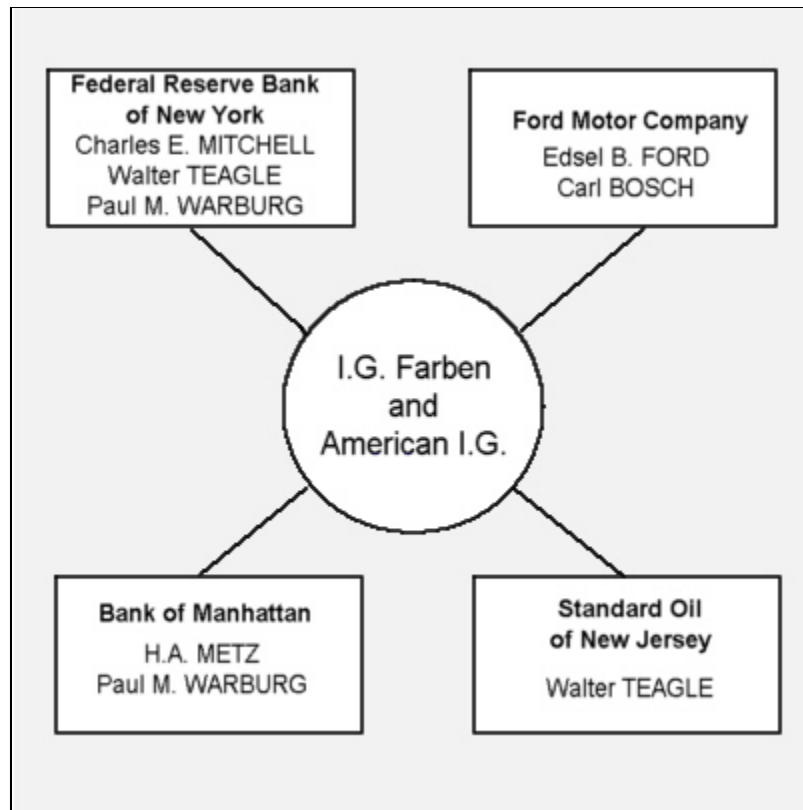 Federal Reserve Bank
of New York
Charles E. MITCHELL
Walter TEAGLE
Paul M. WARBURG
Ford Motor Company
Edsel B. FORD
Carl BOSCH
I.G. Farben
and
American I.G.
Bank of Manhattan
H.A. METZ
Paul M. WARBURG
Standard Oil
of New Jersey
Walter TEAGLE